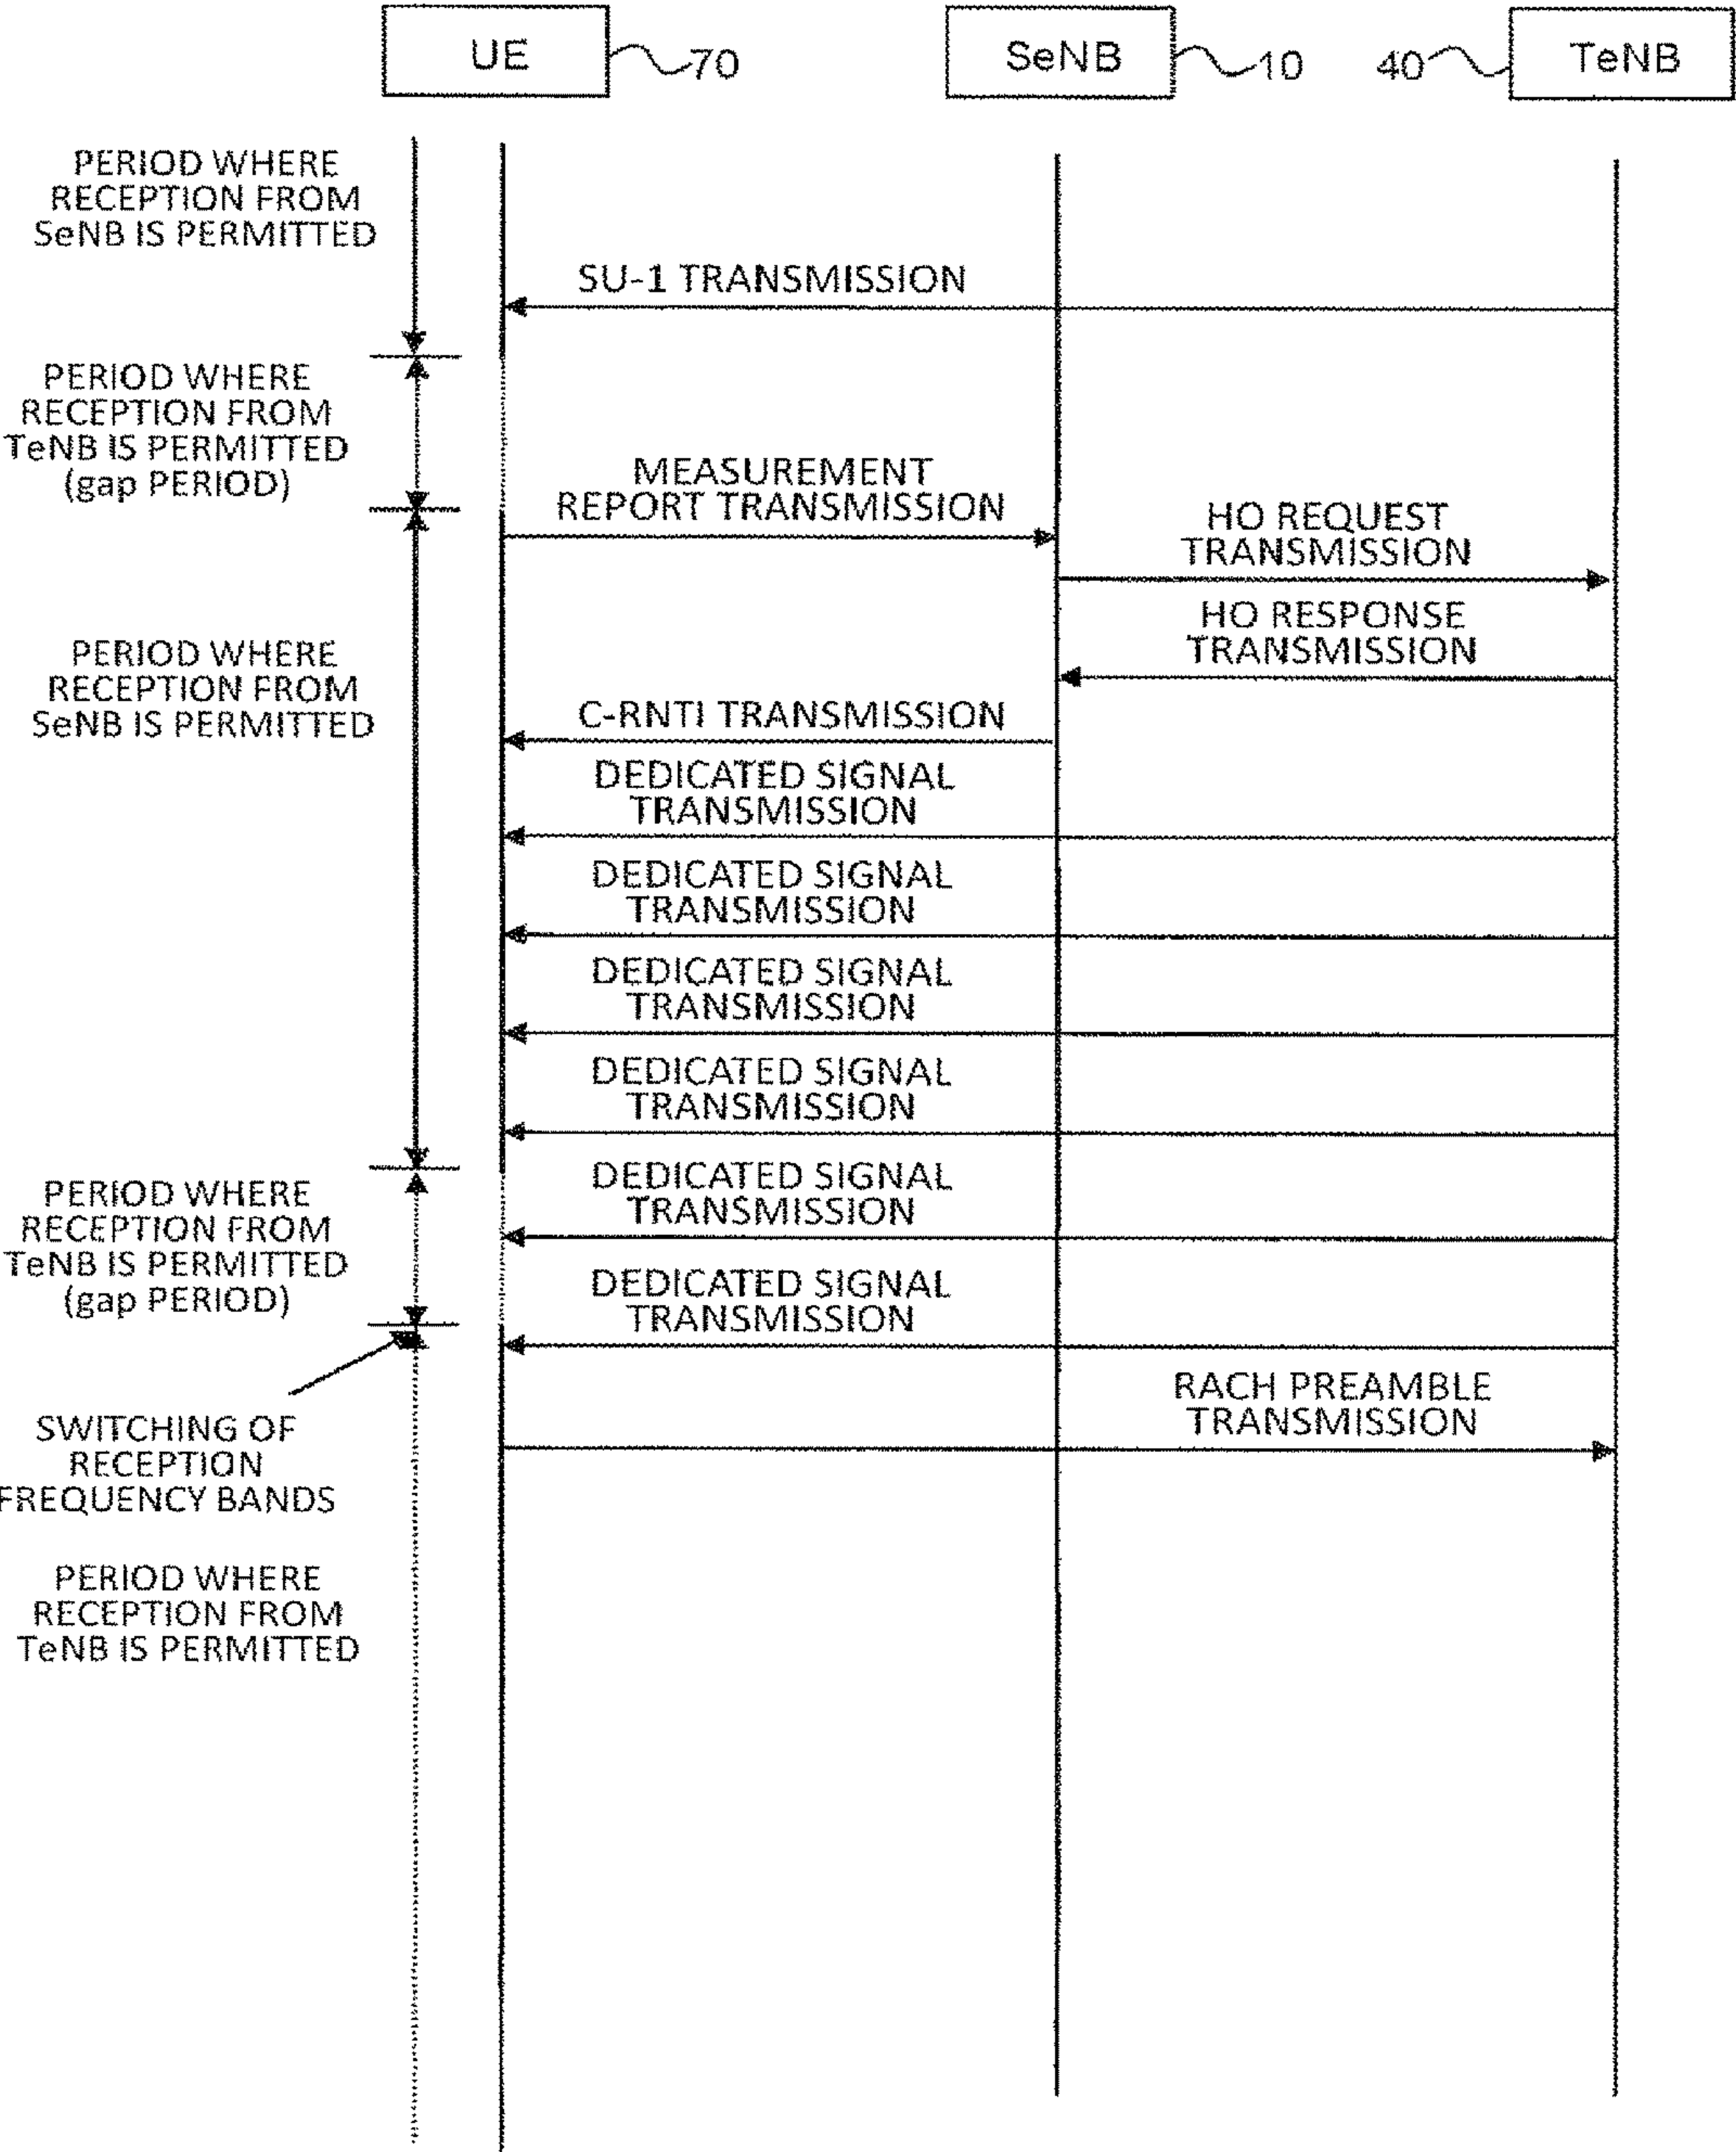 UE
70
SeNB
10
40
TeNB
PERIOD WHERE
RECEPTION FROM
SeNB IS PERMITTED
SU-1 TRANSMISSION
PERIOD WHERE
RECEPTION FROM
TeNB IS PERMITTED
(gap PERIOD)
MEASUREMENT
REPORT TRANSMISSION
HO REQUEST
TRANSMISSION
HO RESPONSE
TRANSMISSION
PERIOD WHERE
RECEPTION FROM
SeNB IS PERMITTED
C-RNTI TRANSMISSION
DEDICATED SIGNAL
TRANSMISSION
DEDICATED SIGNAL
TRANSMISSION
DEDICATED SIGNAL
TRANSMISSION
DEDICATED SIGNAL
TRANSMISSION
DEDICATED SIGNAL
TRANSMISSION
PERIOD WHERE
RECEPTION FROM
TeNB IS PERMITTED
(gap PERIOD)
DEDICATED SIGNAL
TRANSMISSION
RACH PREAMBLE
TRANSMISSION
SWITCHING OF
RECEPTION
FREQUENCY BANDS
PERIOD WHERE
RECEPTION FROM
TeNB IS PERMITTED